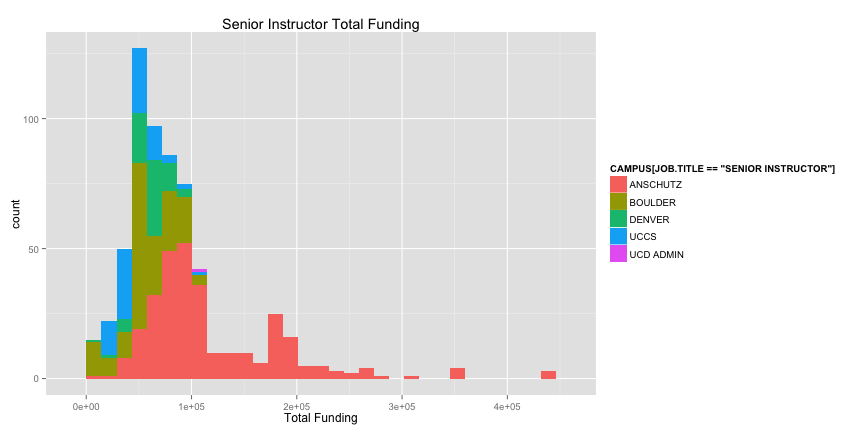 Senior Instructor Total Funding
100
50
0
count
0e+00 1e+05 2e+05 3e+05 4e+05
Total Funding
CAMPUS[JOB.TITLE == "SENIOR INSTRUCTOR"]
ANSCHUTZ
BOULDER
DENVER
UCCS
UCD ADMIN